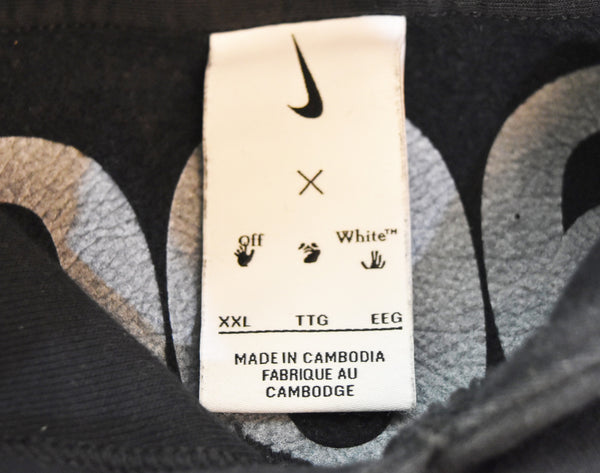 X
Off White™
XXL TTG EEG
MADE IN CAMBODIA
FABRIQUE AU
CAMBODGE